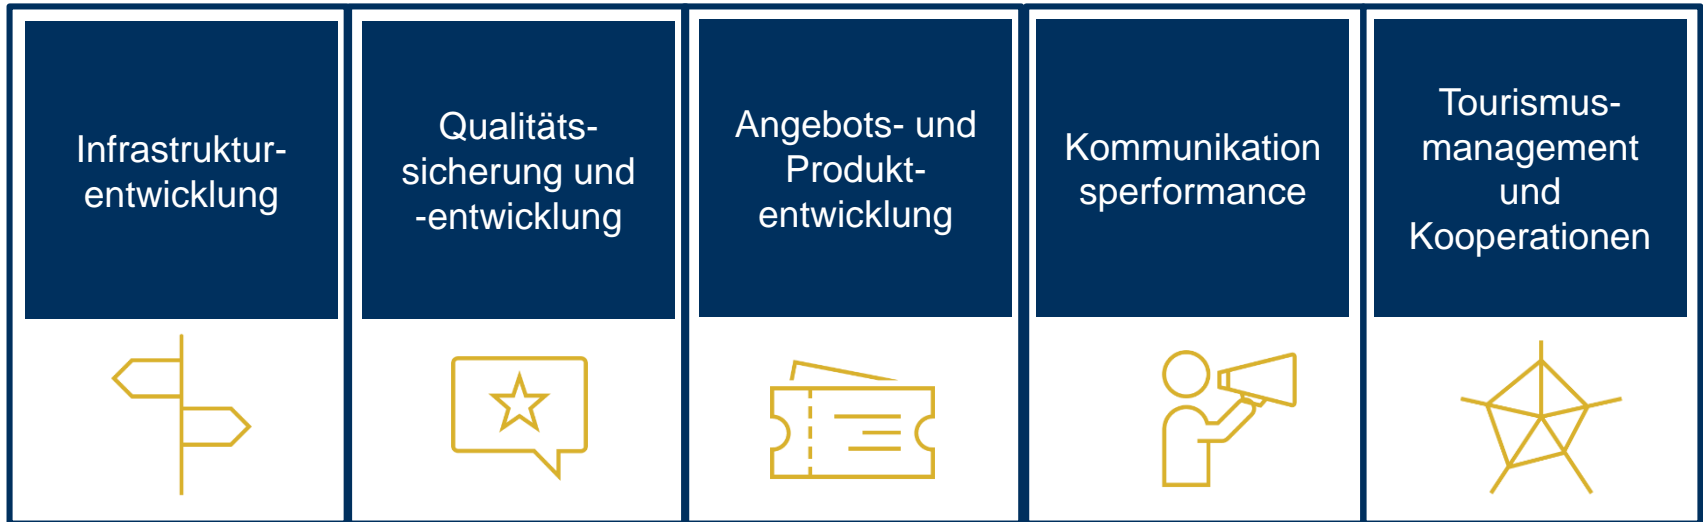 Infrastruktur-
entwicklung
Qualitäts-
sicherung und
-entwicklung
Angebots- und
Produkt-
entwicklung
Kommunikation
sperformance
Tourismus-
management
und
Kooperationen